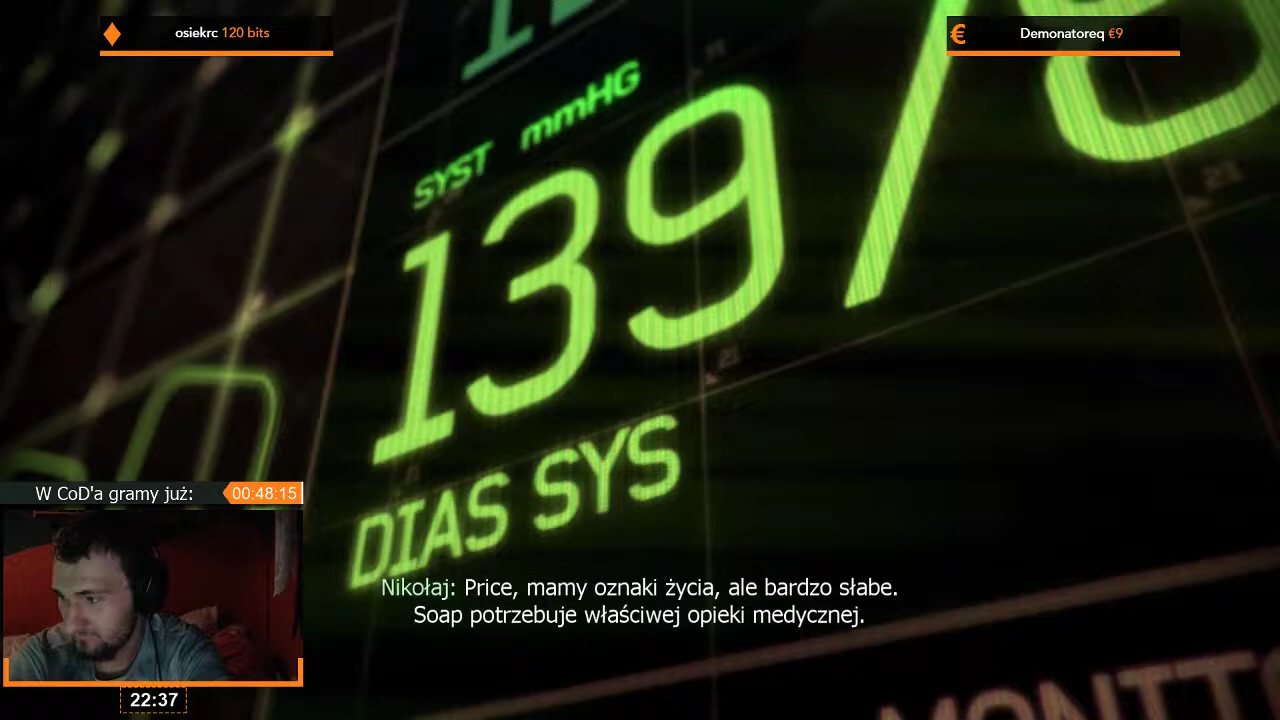 osiekrc 120 bits
€ Demonatoreq €9
SYST mmHG
139/8
DIAS SYS
W CoD'a gramy już: 00:48:15
Nikołaj: Price, mamy oznaki życia, ale bardzo słabe.
Soap potrzebuje właściwej opieki medycznej.
22:37